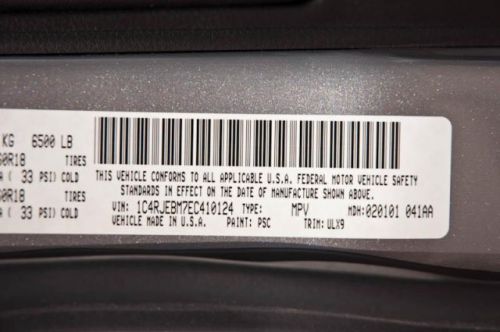 KG 6500 LB
60R18 TIRES
A ( 33 PSI) COLD
60R18 TIRES
A ( 33 PSI) COLD
THIS VEHICLE CONFORMS TO ALL APPLICABLE U.S.A. FEDERAL MOTOR VEHICLE SAFETY
STANDARDS IN EFFECT ON THE DATE OF MANUFACTURE SHOWN ABOVE.
VIN: 1C4RJEBM7EC410124 TYPE: MPV MDH:020101 041AA
VEHICLE MADE IN U.S.A. PAINT: PSC TRIM: ULX9